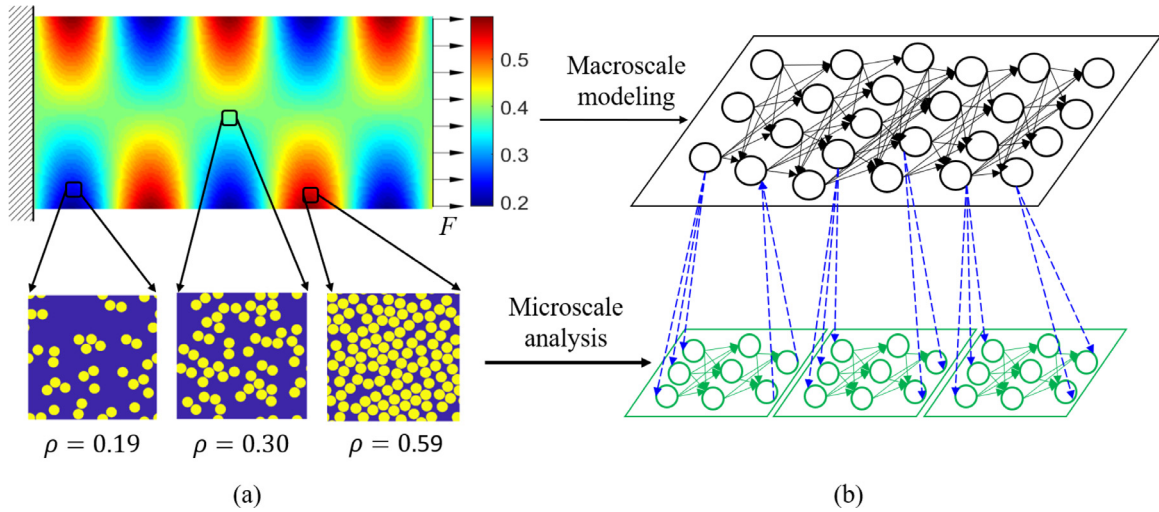 0.5
0.4
0.3
0.2
F
Macroscale
modeling
Microscale
analysis
ρ = 0.19
ρ = 0.30
ρ = 0.59
(a)
(b)